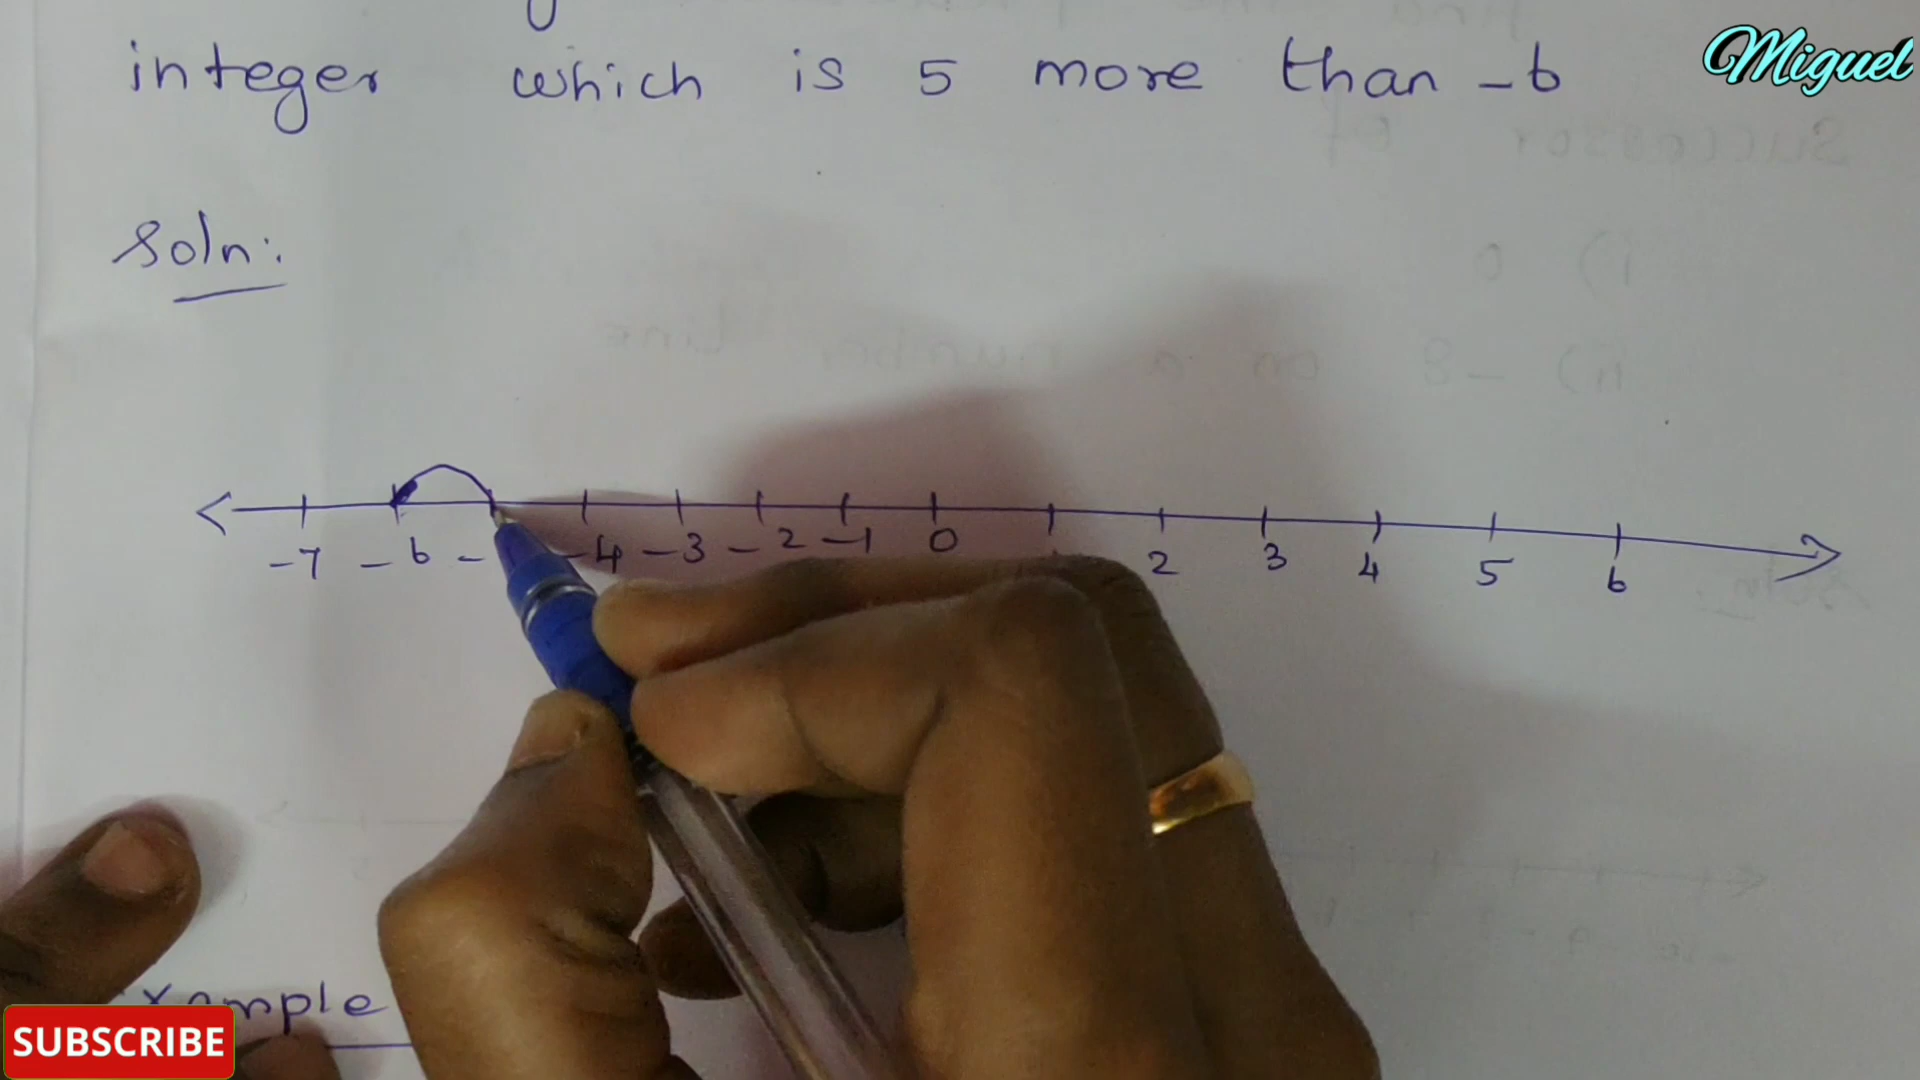 integer which is 5 more than -6
Miguel
Soln:
-7 -6 - -4 -3 -2 -1 0 2 3 4 5 6
xample
SUBSCRIBE